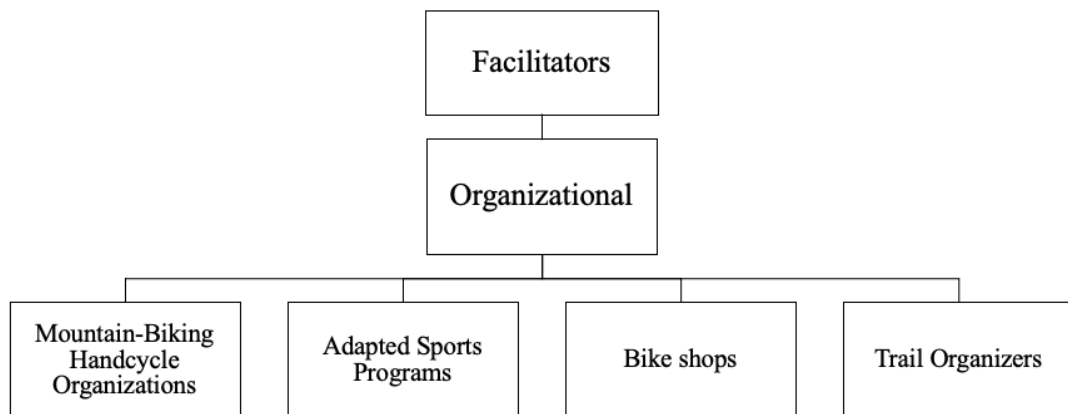 Facilitators
Organizational
Mountain-Biking
Handcycle
Organizations
Adapted Sports
Programs
Bike shops
Trail Organizers